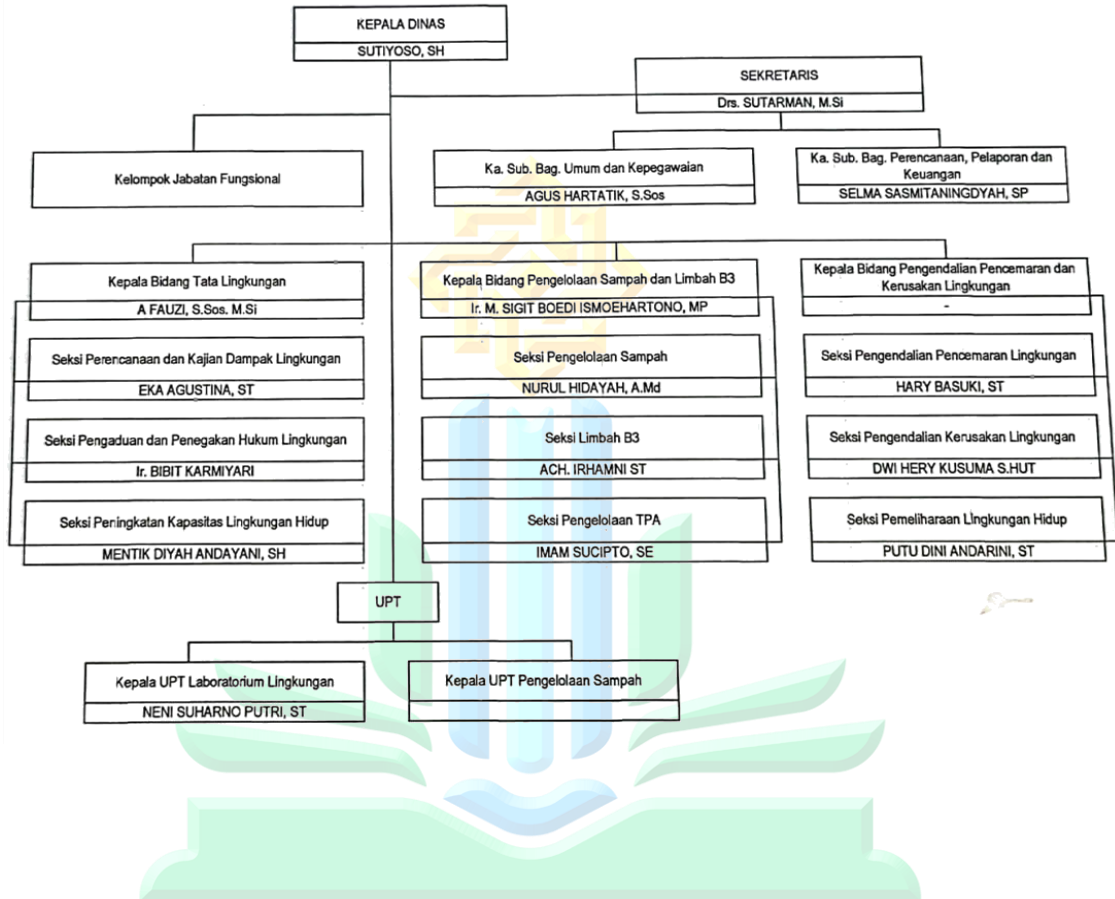 KEPALA DINAS
SUTIYOSO, SH
SEKRETARIS
Drs. SUTARMAN, M.Si
Kelompok Jabatan Fungsional
Ka. Sub. Bag. Umum dan Kepegawaian
AGUS HARTATIK, S.Sos
Ka. Sub. Bag. Perencanaan, Pelaporan dan
Keuangan
SELMA SASMITANINGDYAH, SP
Kepala Bidang Tata Lingkungan
A FAUZI, S.Sos. M.Si
Kepala Bidang Pengelolaan Sampah dan Limbah B3
Ir. M. SIGIT BOEDI ISMOEHARTONO, MP
Kepala Bidang Pengendalian Pencemaran dan
Kerusakan Lingkungan
-
Seksi Perencanaan dan Kajian Dampak Lingkungan
EKA AGUSTINA, ST
Seksi Pengelolaan Sampah
NURUL HIDAYAH, A.Md
Seksi Pengendalian Pencemaran Lingkungan
HARY BASUKI, ST
Seksi Pengaduan dan Penegakan Hukum Lingkungan
Ir. BIBIT KARMIYARI
Seksi Limbah B3
ACH. IRHAMNI ST
Seksi Pengendalian Kerusakan Lingkungan
DWI HERY KUSUMA S.HUT
Seksi Peningkatan Kapasitas Lingkungan Hidup
MENTIK DIYAH ANDAYANI, SH
Seksi Pengelolaan TPA
IMAM SUCIPTO, SE
Seksi Pemeliharaan Lingkungan Hidup
PUTU DINI ANDARINI, ST
UPT
Kepala UPT Laboratorium Lingkungan
NENI SUHARNO PUTRI, ST
Kepala UPT Pengelolaan Sampah